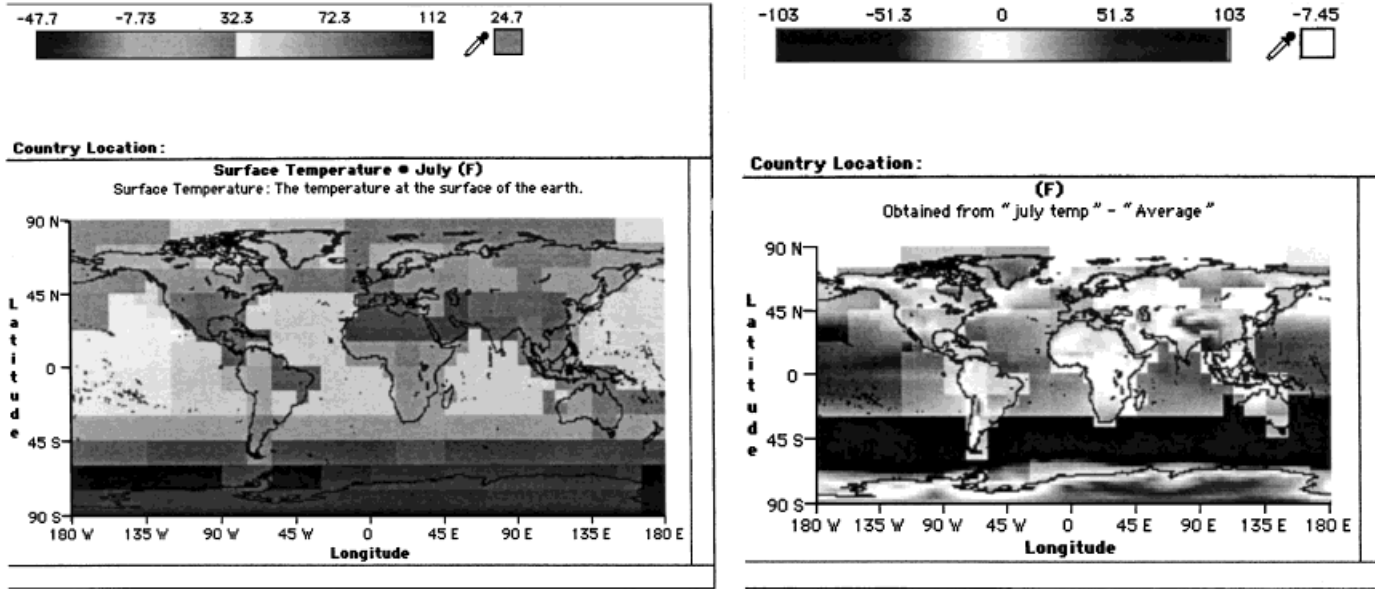 -47.7 -7.73 32.3 72.3 112 24.7
Country Location:
Surface Temperature • July (F)
Surface Temperature: The temperature at the surface of the earth.
90 N
45 N
0
45 S
90 S
Latitude
180 W 135 W 90 W 45 W 0 45 E 90 E 135 E 180 E
Longitude
-103 -51.3 0 51.3 103 -7.45
Country Location:
(F)
Obtained from "july temp" - "Average"
90 N
45 N
0
45 S
90 S
Latitude
180 W 135 W 90 W 45 W 0 45 E 90 E 135 E 180 E
Longitude